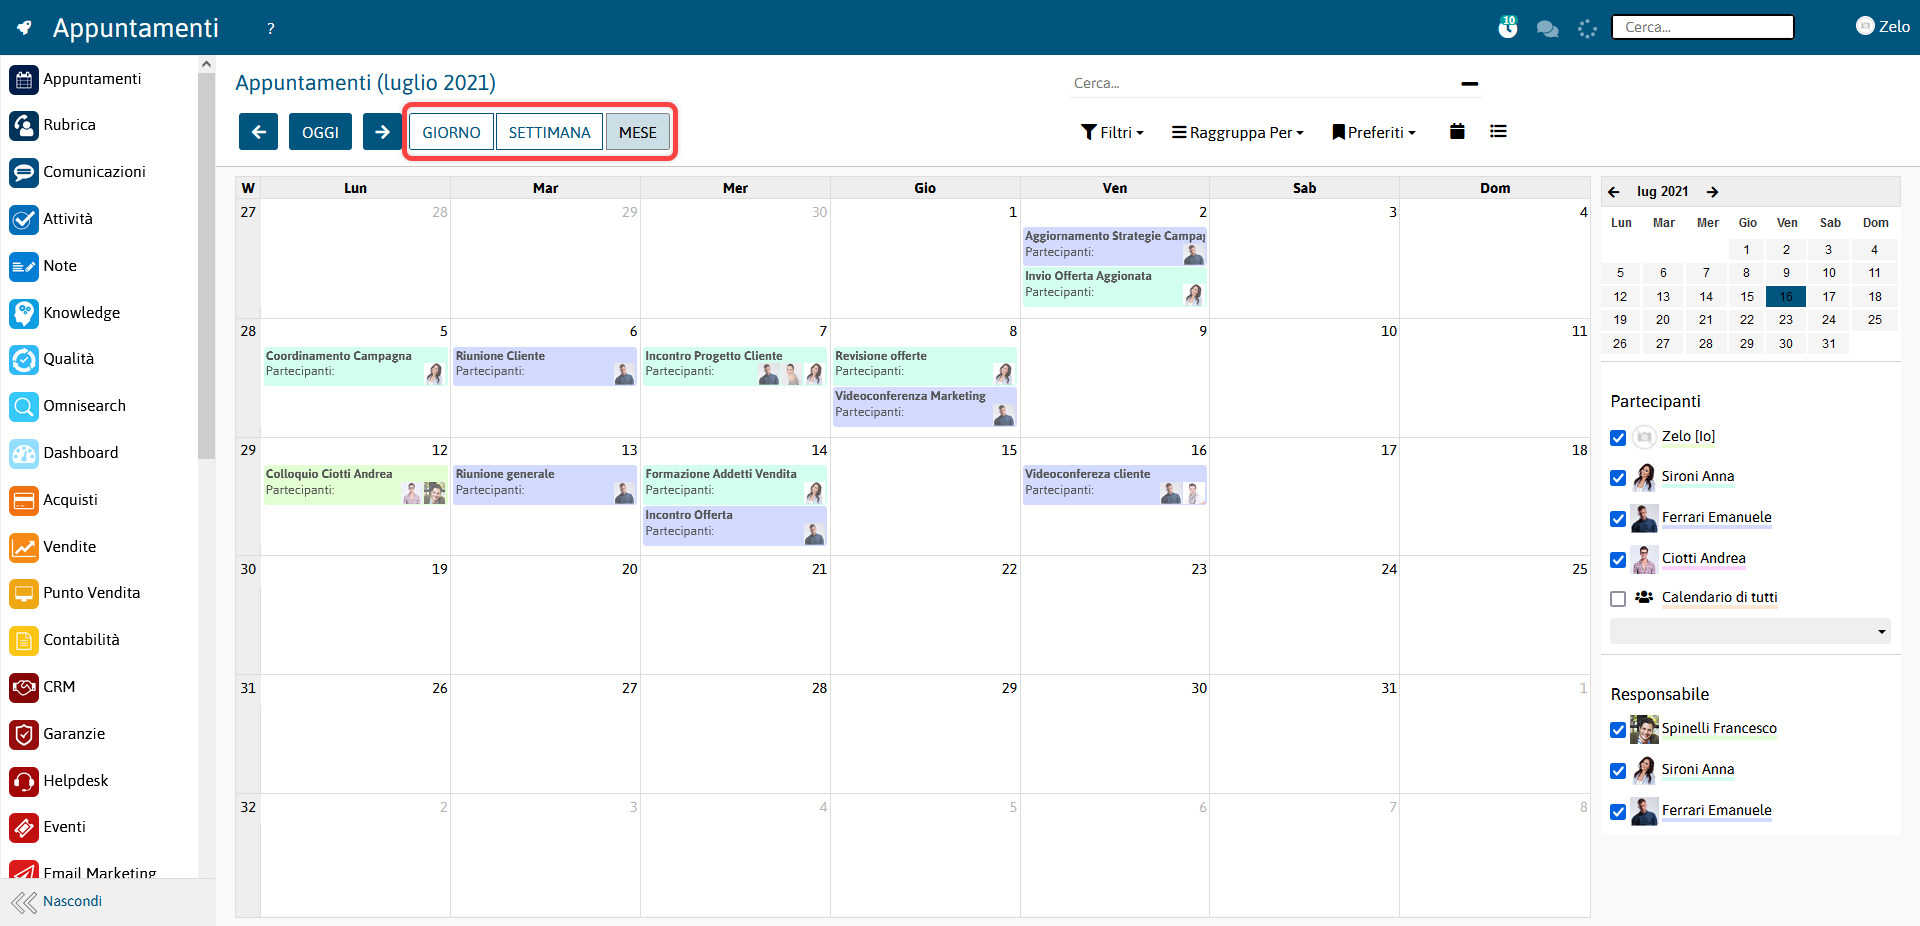 Appuntamenti ? 10 Cerca... Zelo
Appuntamenti
Rubrica
Comunicazioni
Attività
Note
Knowledge
Qualità
Omnisearch
Dashboard
Acquisti
Vendite
Punto Vendita
Contabilità
CRM
Garanzie
Helpdesk
Eventi
Email Marketing
Nascondi
Appuntamenti (luglio 2021)
Cerca...
OGGI GIORNO SETTIMANA MESE
Filtri Raggruppa Per Preferiti
W Lun Mar Mer Gio Ven Sab Dom
27 28 29 30 1 2 3 4
Aggiornamento Strategie Campag
Partecipanti:
Invio Offerta Aggionata
Partecipanti:
28 5 6 7 8 9 10 11
Coordinamento Campagna Riunione Cliente Incontro Progetto Cliente Revisione offerte
Partecipanti: Partecipanti: Partecipanti: Partecipanti:
Videoconferenza Marketing
Partecipanti:
29 12 13 14 15 16 17 18
Colloquio Ciotti Andrea Riunione generale Formazione Addetti Vendita Videoconfereza cliente
Partecipanti: Partecipanti: Partecipanti: Partecipanti:
Incontro Offerta
Partecipanti:
30 19 20 21 22 23 24 25
31 26 27 28 29 30 31 1
32 2 3 4 5 6 7 8
lug 2021
Lun Mar Mer Gio Ven Sab Dom
1 2 3 4
5 6 7 8 9 10 11
12 13 14 15 16 17 18
19 20 21 22 23 24 25
26 27 28 29 30 31
Partecipanti
Zelo [Io]
Sironi Anna
Ferrari Emanuele
Ciotti Andrea
Calendario di tutti
Responsabile
Spinelli Francesco
Sironi Anna
Ferrari Emanuele